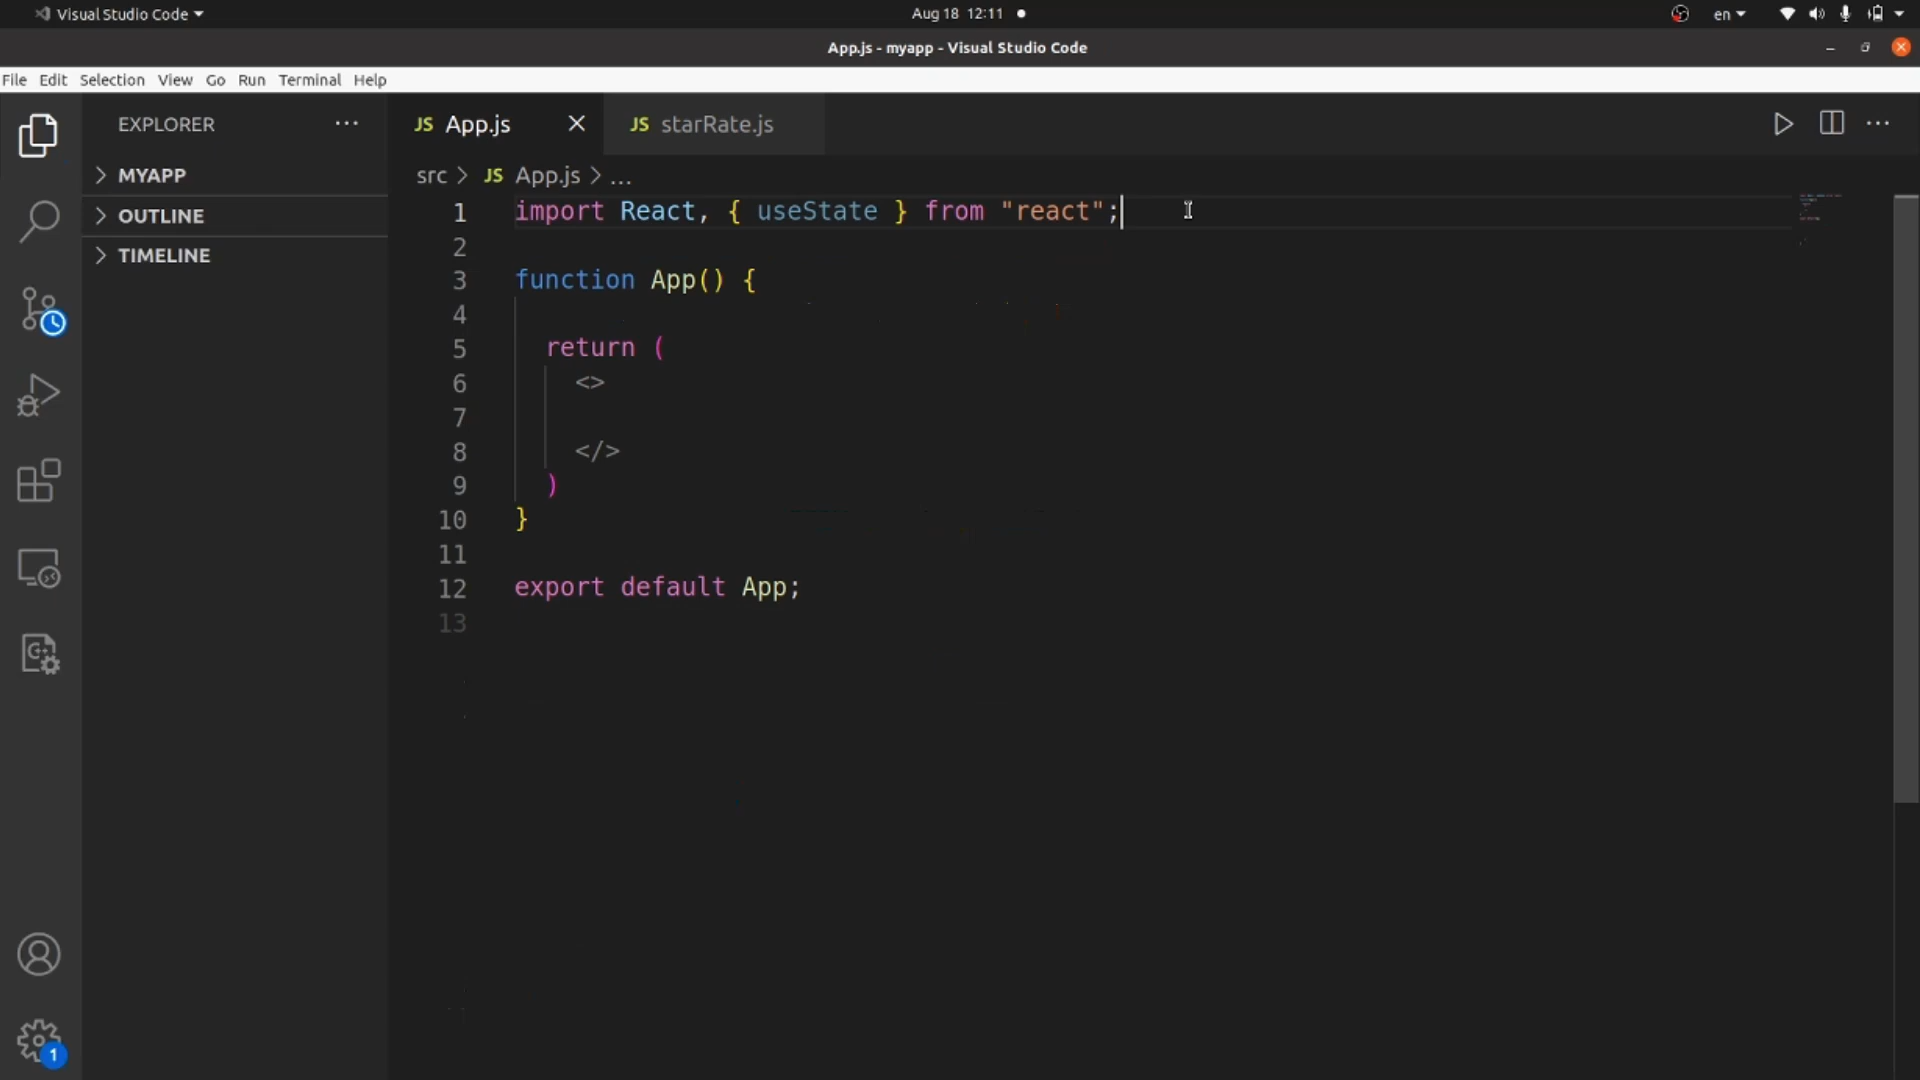 Visual Studio Code
Aug 18 12:11
en
App.js - myapp - Visual Studio Code
File Edit Selection View Go Run Terminal Help
EXPLORER
MYAPP
OUTLINE
TIMELINE
1
JS App.js
JS starRate.js
src > JS App.js > ...
1 import React, { useState } from "react";
2
3 function App() {
4
5 return (
6 <>
7
8 </>
9 )
10 }
11
12 export default App;
13